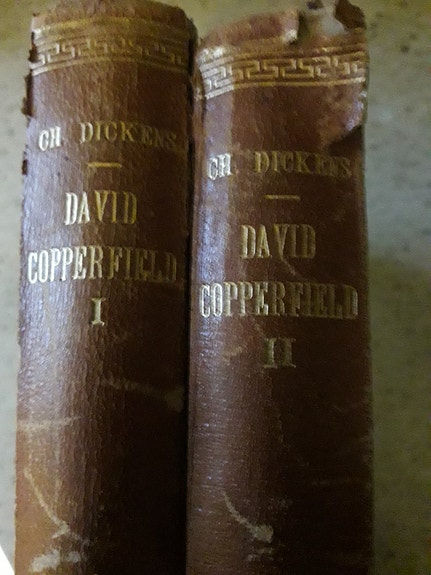 CH DICKENS
DAVID
COPPERFIELD
I
CH DICKENS
DAVID
COPPERFIELD
II